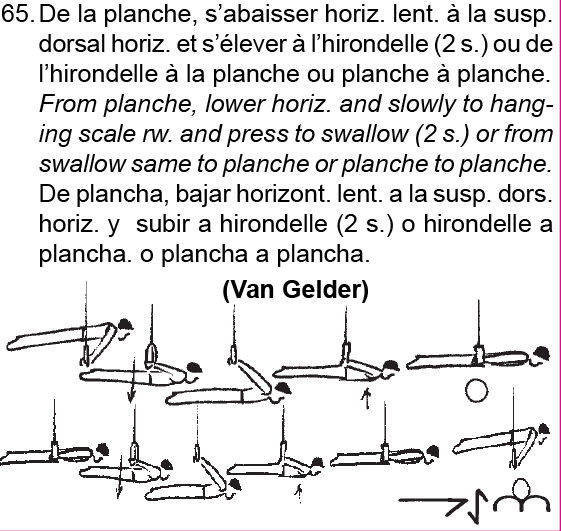 65. De la planche, s’abaisser horiz. lent. à la susp.
dorsal horiz. et s’élever à l’hirondelle (2 s.) ou de
l’hirondelle à la planche ou planche à planche.
From planche, lower horiz. and slowly to hang-
ing scale rw. and press to swallow (2 s.) or from
swallow same to planche or planche to planche.
De plancha, bajar horizont. lent. a la susp. dors.
horiz. y subir a hirondelle (2 s.) o hirondelle a
plancha. o plancha a plancha.
(Van Gelder)